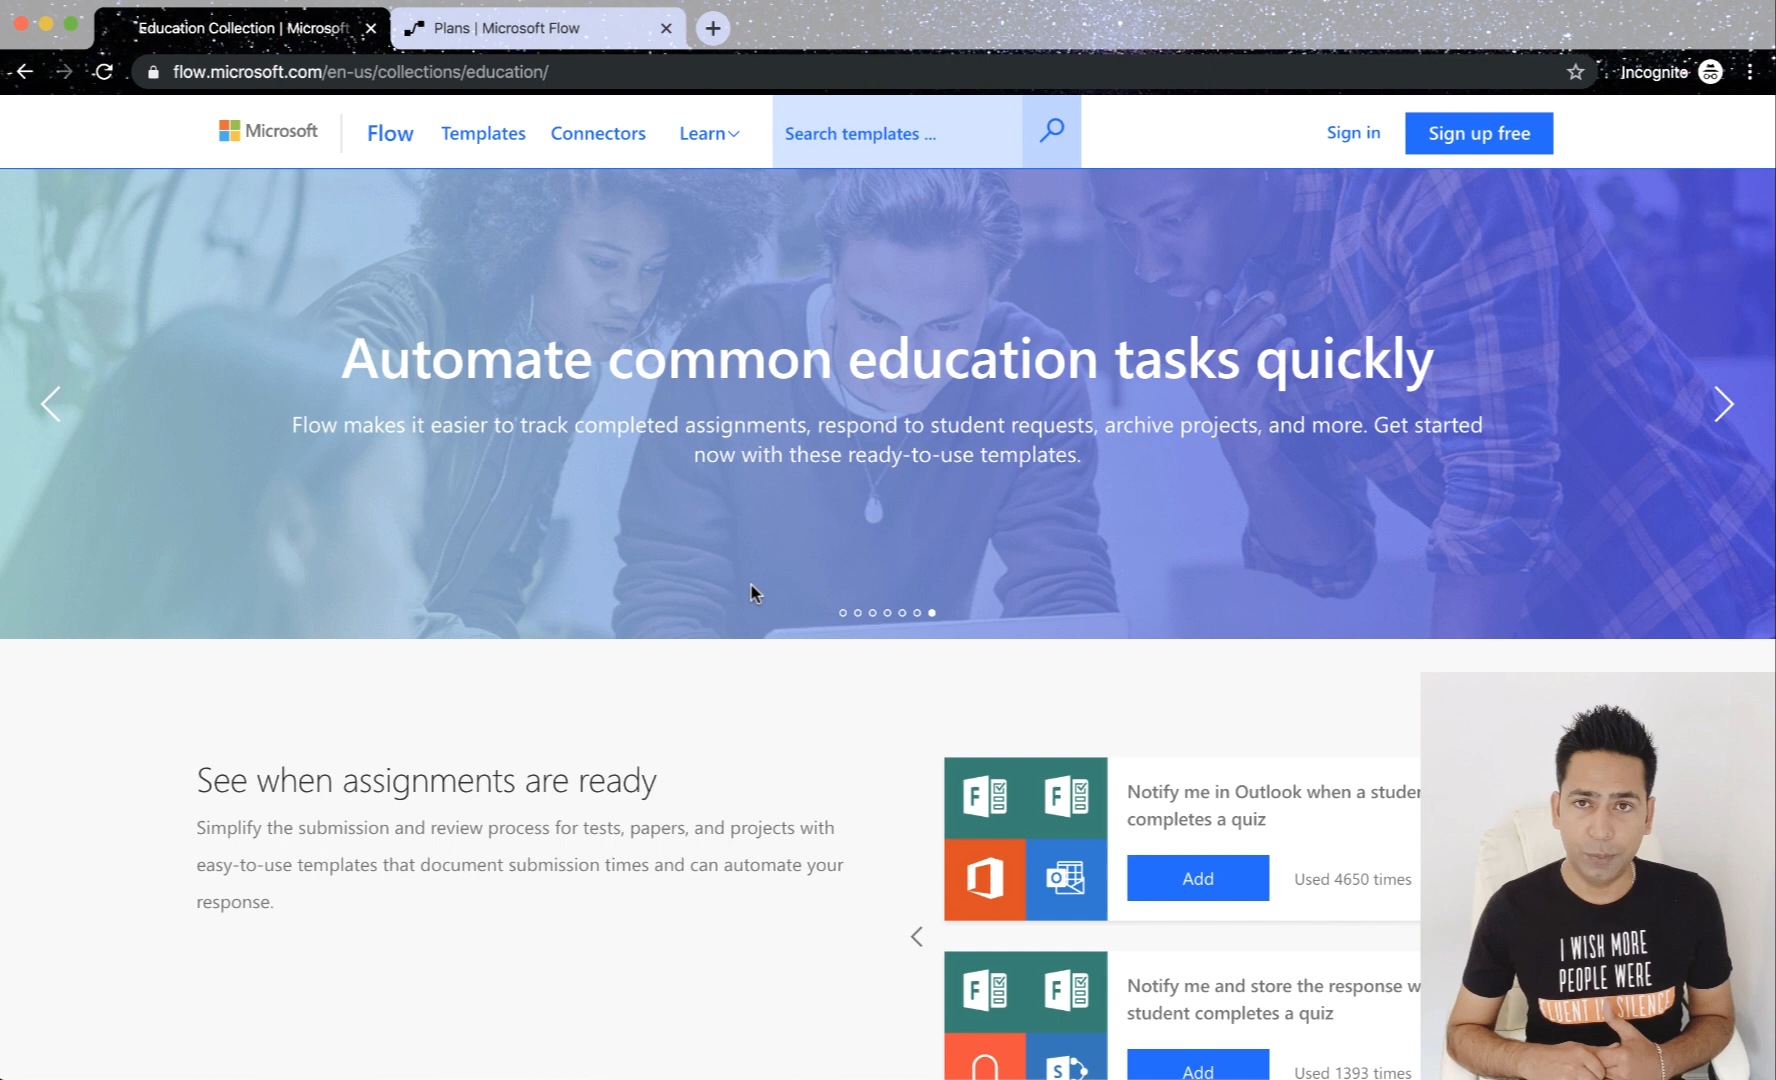 Education Collection | Microsoft
Plans | Microsoft Flow
flow.microsoft.com/en-us/collections/education/
Incognito
Microsoft
Flow
Templates
Connectors
Learn
Search templates ...
Sign in
Sign up free
Automate common education tasks quickly
Flow makes it easier to track completed assignments, respond to student requests, archive projects, and more. Get started
now with these ready-to-use templates.
See when assignments are ready
Simplify the submission and review process for tests, papers, and projects with
easy-to-use templates that document submission times and can automate your
response.
Notify me in Outlook when a studen
completes a quiz
Add
Used 4650 times
Notify me and store the response w
student completes a quiz
Add
Used 1393 times
I WISH MORE
PEOPLE WERE
FLUENT IN SILENCE